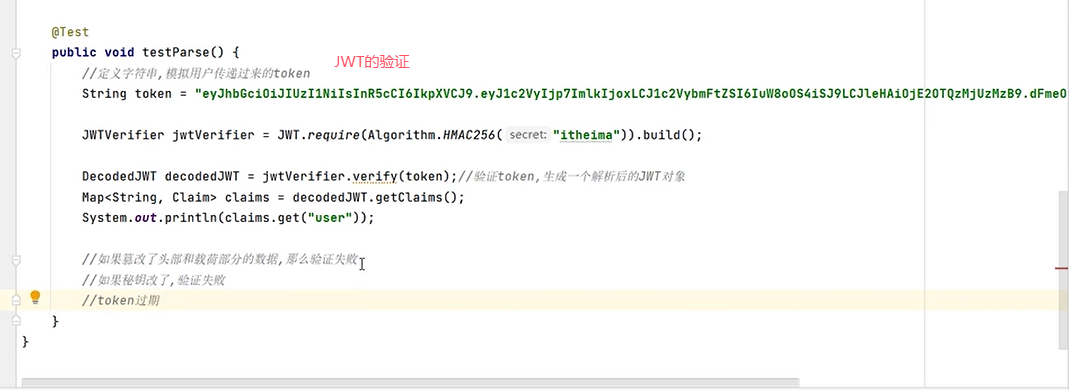 @Test
public void testParse() {
JWT的验证
//定义字符串,模拟用户传递过来的token
String token = "eyJhbGciOiJIUzI1NiIsInR5cCI6IkpXVCJ9.eyJ1c2VyIjp7ImlkIjoxLCJ1c2VybmFtZSI6IuW8oOS4iSJ9LCJleHAiOjE2OTQzMjUzMzB9.dFmeO
JWTVerifier jwtVerifier = JWT.require(Algorithm.HMAC256( secret: "itheima")).build();
DecodedJWT decodedJWT = jwtVerifier.verify(token);//验证token,生成一个解析后的JWT对象
Map<String, Claim> claims = decodedJWT.getClaims();
System.out.println(claims.get("user"));
//如果篡改了头部和载荷部分的数据,那么验证失败
//如果秘钥改了,验证失败
//token过期
}
}